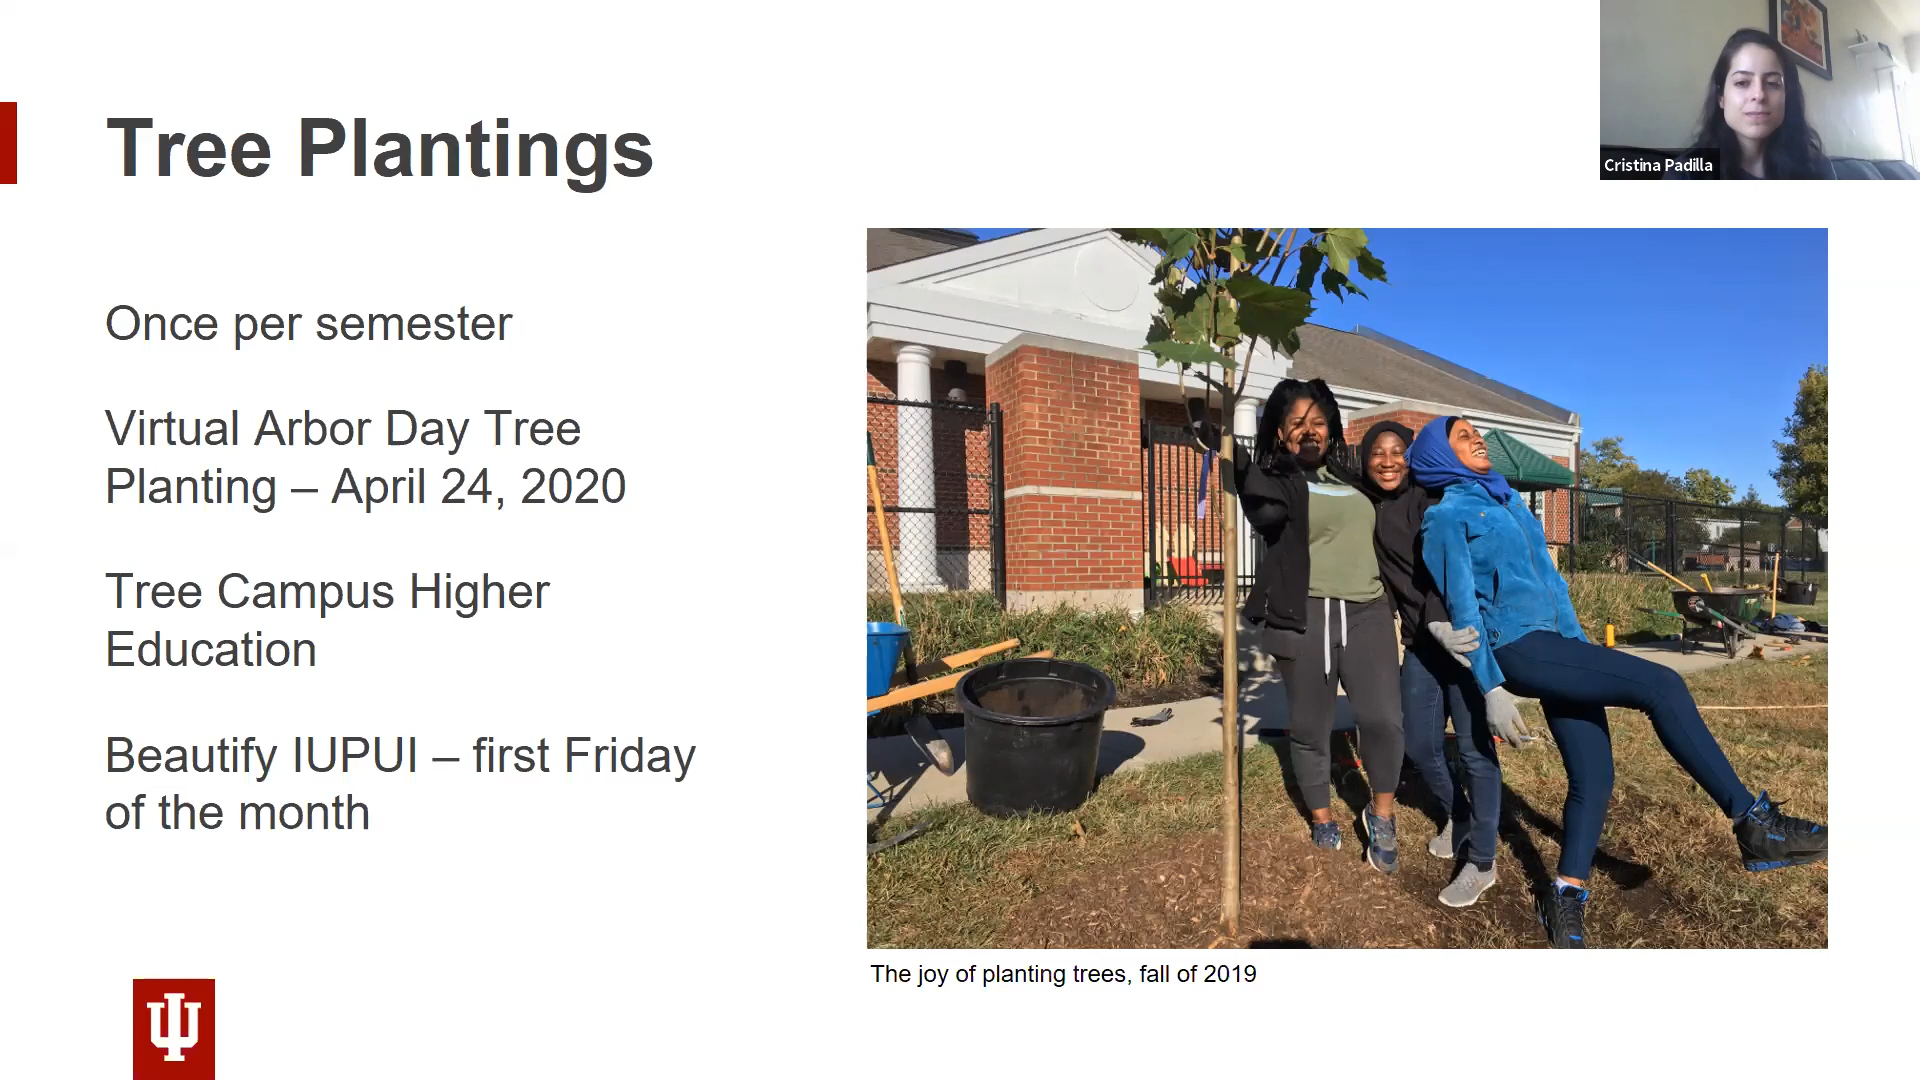 Tree Plantings
Cristina Padilla
Once per semester
Virtual Arbor Day Tree
Planting – April 24, 2020
Tree Campus Higher
Education
Beautify IUPUI – first Friday
of the month
The joy of planting trees, fall of 2019